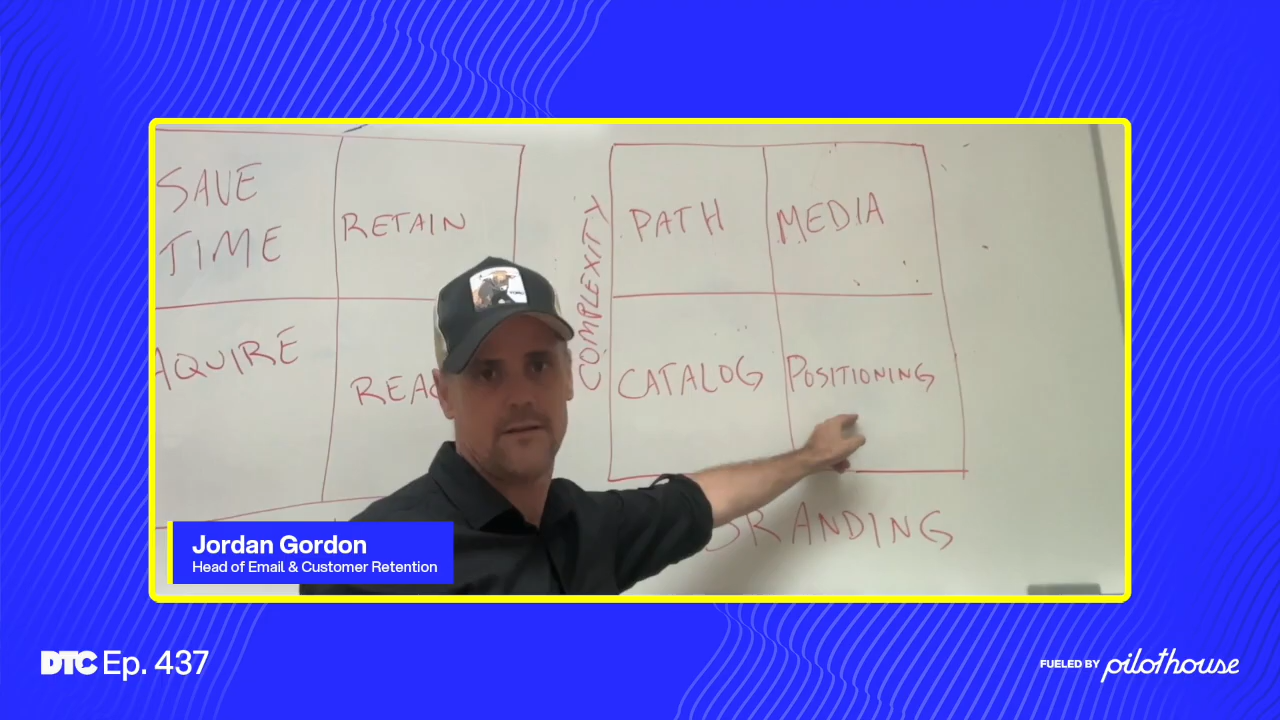 SAVE
TIME
RETAIN
AQUIRE
COMPLEXITY
PATH
MEDIA
CATALOG
POSITIONING
BRANDING
Jordan Gordon
Head of Email & Customer Retention
DTC Ep. 437
FUELED BY pilothouse